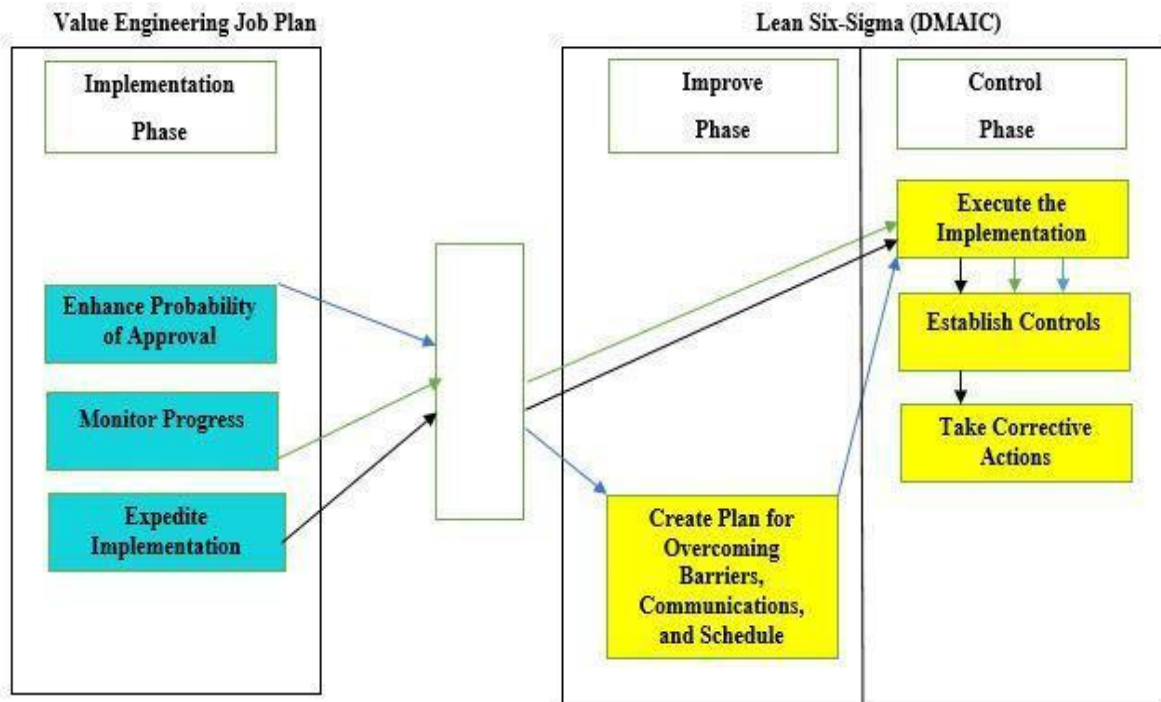 Value Engineering Job Plan
Lean Six-Sigma (DMAIC)
Implementation
Phase
Improve
Phase
Control
Phase
Enhance Probability
of Approval
Monitor Progress
Expedite
Implementation
Create Plan for
Overcoming
Barriers,
Communications,
and Schedule
Execute the
Implementation
Establish Controls
Take Corrective
Actions